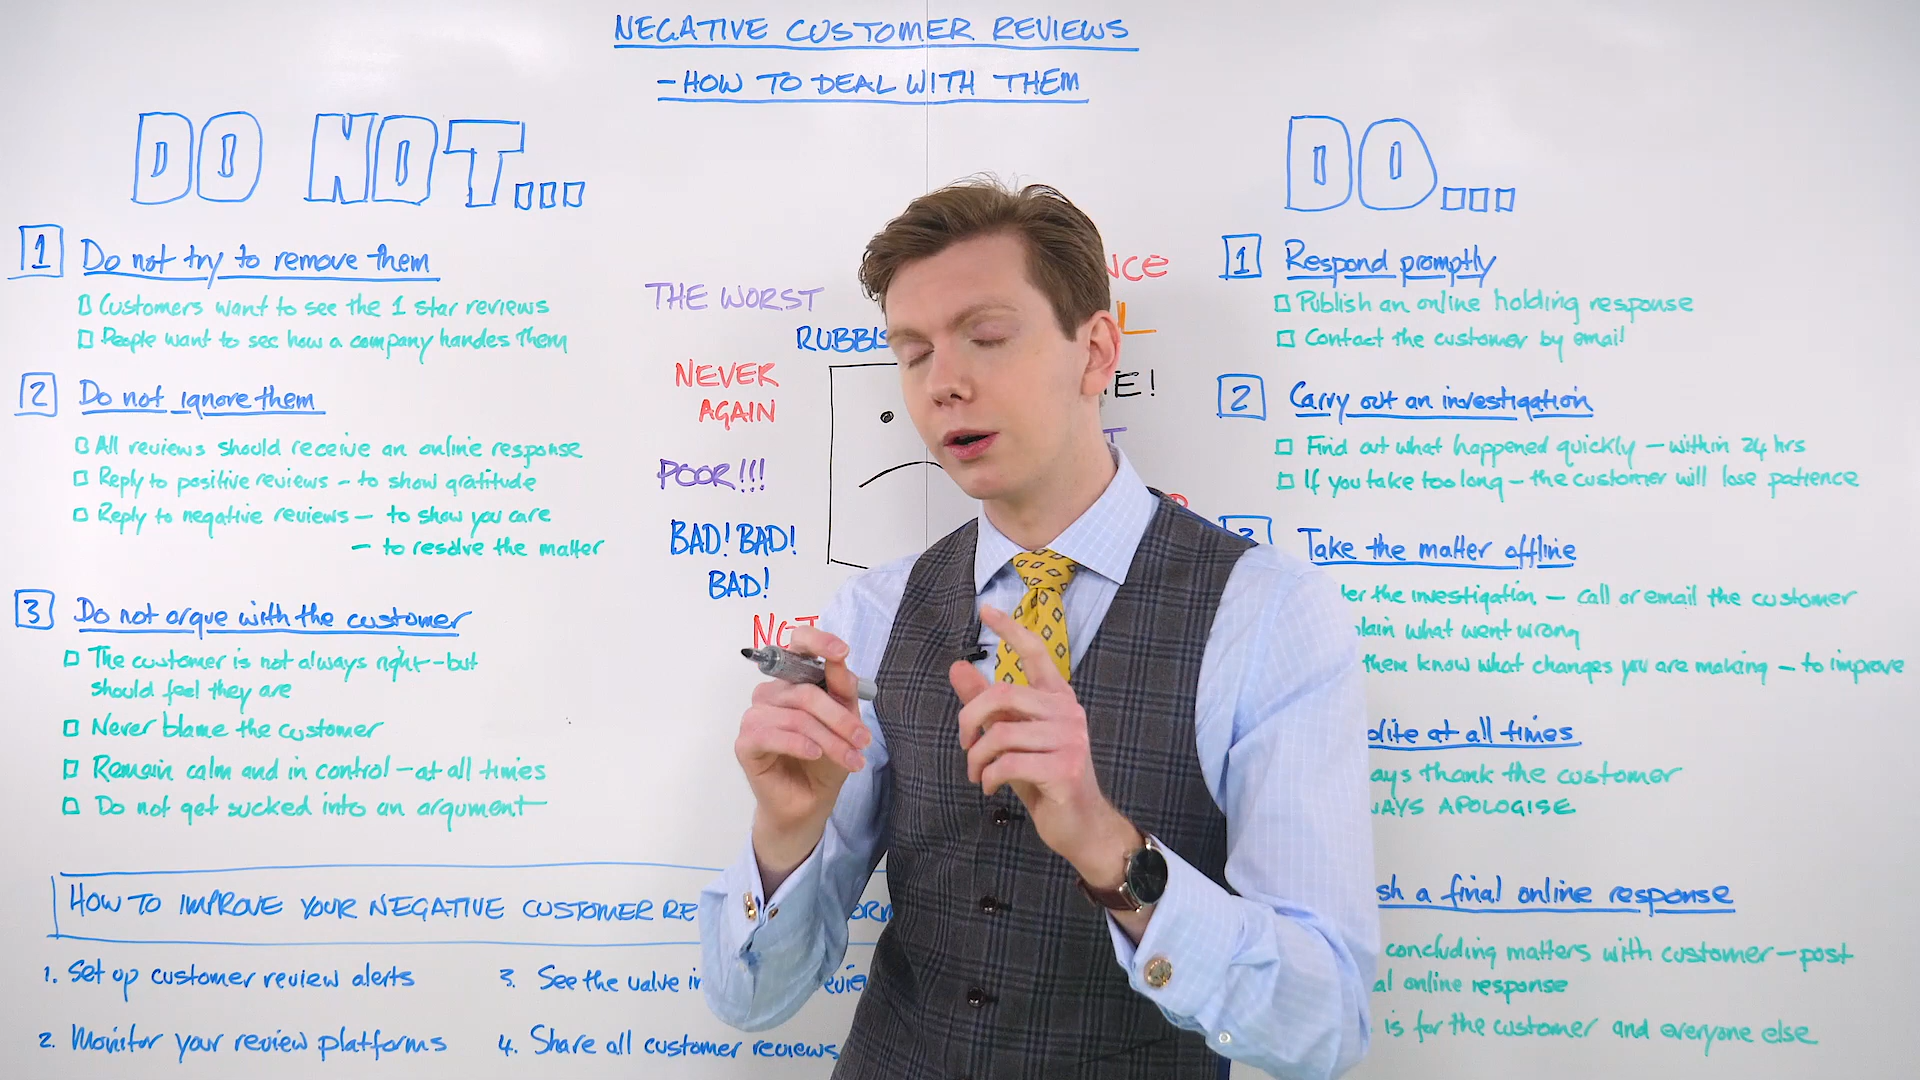 NEGATIVE CUSTOMER REVIEWS
- HOW TO DEAL WITH THEM
DO NOT...
1 Do not try to remove them
Customers want to see the 1 star reviews
People want to see how a company handes them
2 Do not ignore them
All reviews should receive an online response
Reply to positive reviews - to show gratitude
Reply to negative reviews - to show you care
- to resolve the matter
3 Do not argue with the customer
The customer is not always right - but
should feel they are
Never blame the customer
Remain calm and in control - at all times
Do not get sucked into an argument
THE WORST
NEVER
AGAIN
POOR!!!
BAD! BAD!
BAD!
DO...
1 Respond promptly
Publish an online holding response
Contact the customer by email
2 Carry out an investigation
Find out what happened quickly - within 24 hrs
If you take too long - the customer will lose patience
3 Take the matter offline
the investigation, - call or email the customer
what went wrong
them know what changes you are making - to improve
at all times
thank the customer
APOLOGISE
a final online response
concluding matters with customer - post
online response
is for the customer and everyone else
HOW TO IMPROVE YOUR NEGATIVE CUSTOMER
1. Set up customer review alerts
2. Monitor your review platforms
3. See the value
4. Share all customer reviews